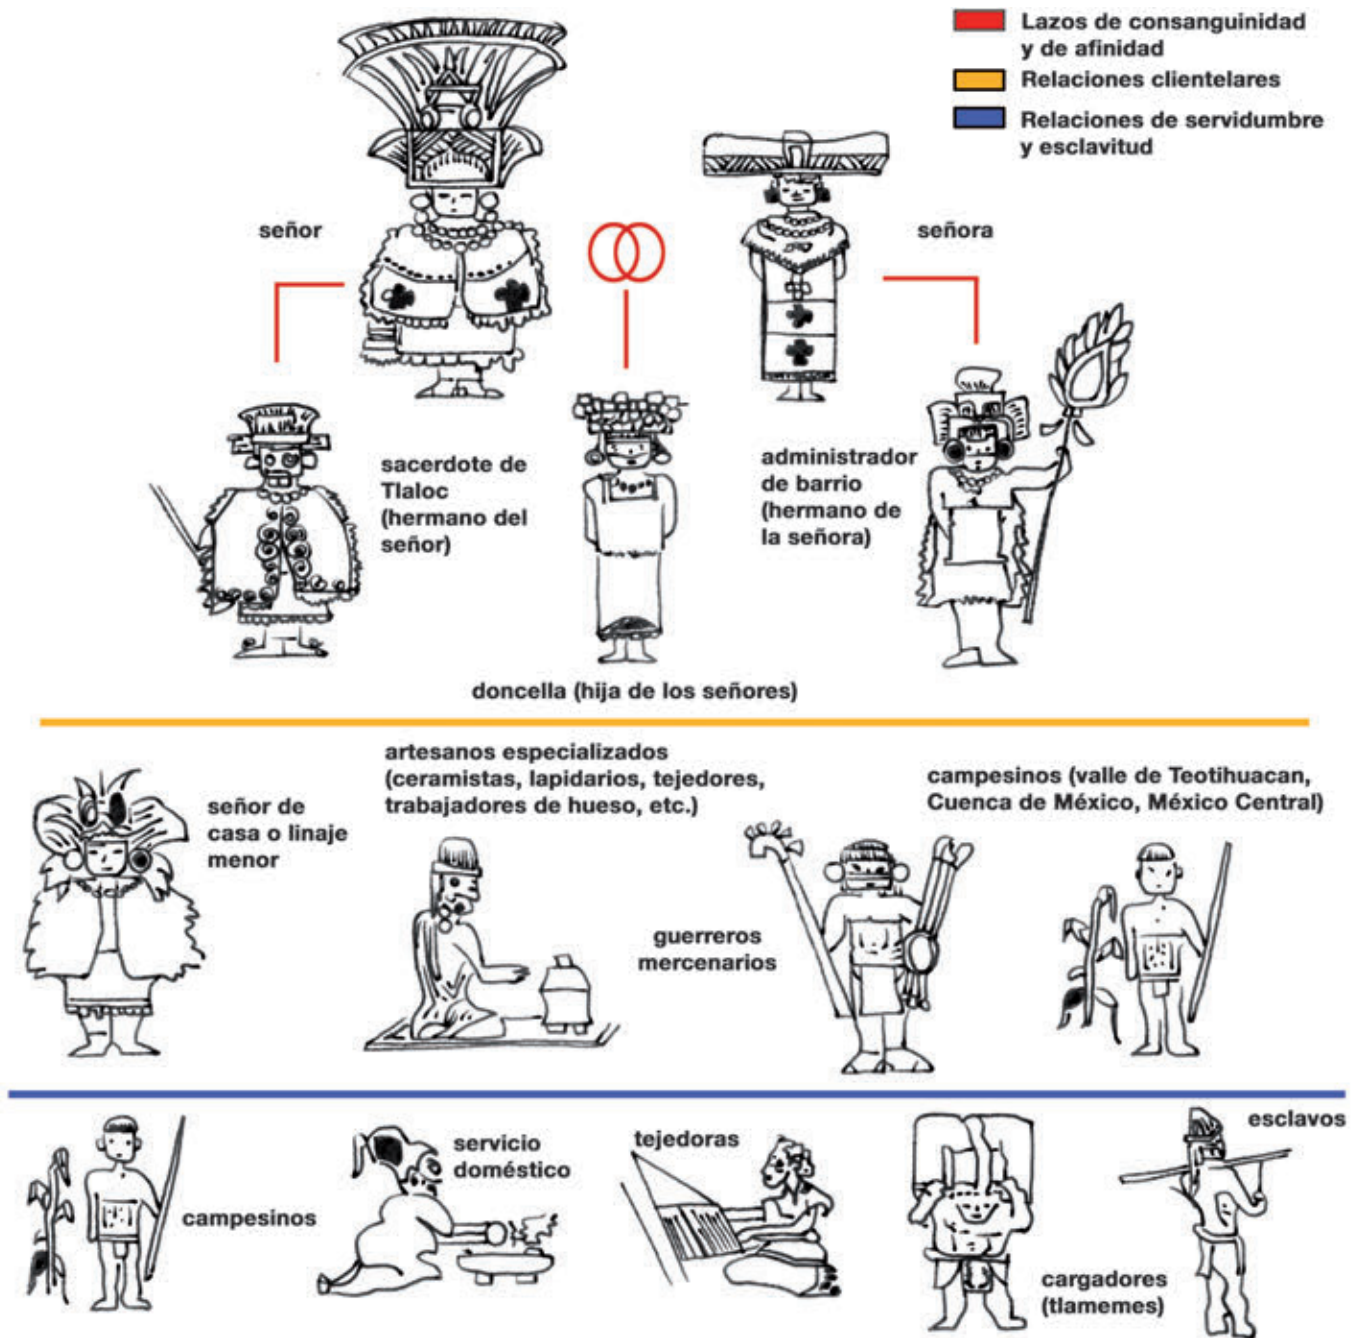 Lazos de consanguinidad
y de afinidad
Relaciones clientelares
Relaciones de servidumbre
y esclavitud
señor
señora
sacerdote de
Tlaloc
(hermano del
señor)
administrador
de barrio
(hermano de
la señora)
doncella (hija de los señores)
señor de
casa o linaje
menor
artesanos especializados
(ceramistas, lapidarios, tejedores,
trabajadores de hueso, etc.)
guerreros
mercenarios
campesinos (valle de Teotihuacan,
Cuenca de México, México Central)
campesinos
servicio
doméstico
tejedoras
cargadores
(tlamemes)
esclavos